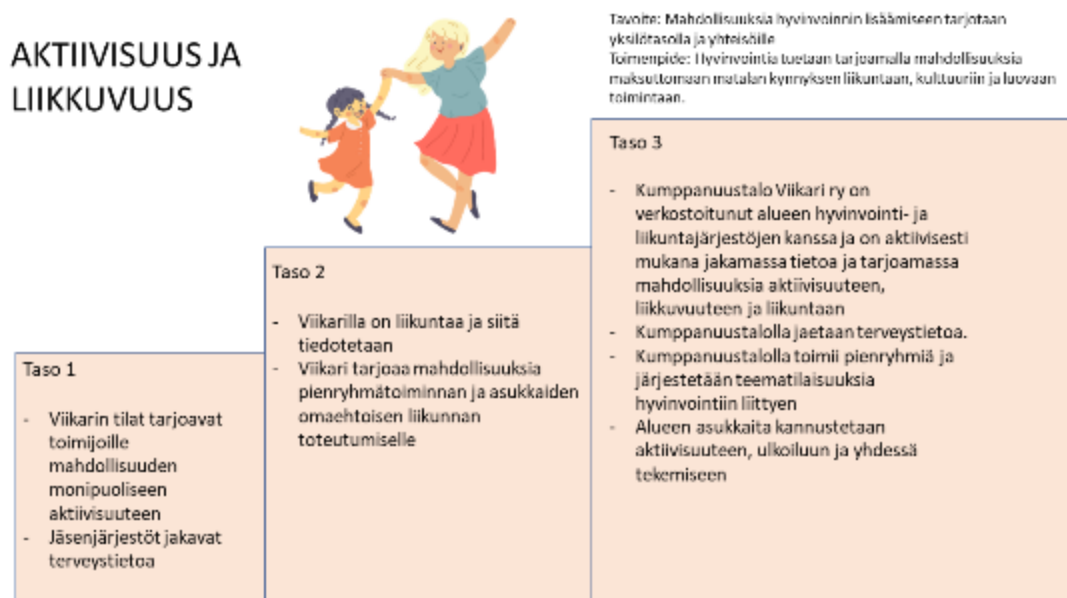 AKTIIVISUUS JA
LIIKKUVUUS
Tavoite: Mahdollisuuksia hyvinvoinnin lisäämiseen tarjotaan
yksilötasolla ja yhteisöille
Toimenpide: Hyvinvointia tuetaan tarjoamalla mahdollisuuksia
maksuttomaan matalan kynnyksen liikuntaan, kulttuuriin ja luovaan
toimintaan.
Taso 1
- Viikarin tilat tarjoavat
toimijoille
mahdollisuuden
monipuoliseen
aktiivisuuteen
- Jäsenjärjestöt jakavat
terveystietoa
Taso 2
- Viikarilla on liikuntaa ja siitä
tiedotetaan
- Viikari tarjoaa mahdollisuuksia
pienryhmätoiminnan ja asukkaiden
omaehtoisen liikunnan
toteutumiselle
Taso 3
- Kumppanuustalo Viikari ry on
verkostoitunut alueen hyvinvointi- ja
liikuntajärjestöjen kanssa ja on aktiivisesti
mukana jakamassa tietoa ja tarjoamassa
mahdollisuuksia aktiivisuuteen,
liikkuvuuteen ja liikuntaan
- Kumppanuustalolla jaetaan terveystietoa.
- Kumppanuustalolla toimii pienryhmiä ja
järjestetään teematilaisuuksia
hyvinvointiin liittyen
- Alueen asukkaita kannustetaan
aktiivisuuteen, ulkoiluun ja yhdessä
tekemiseen